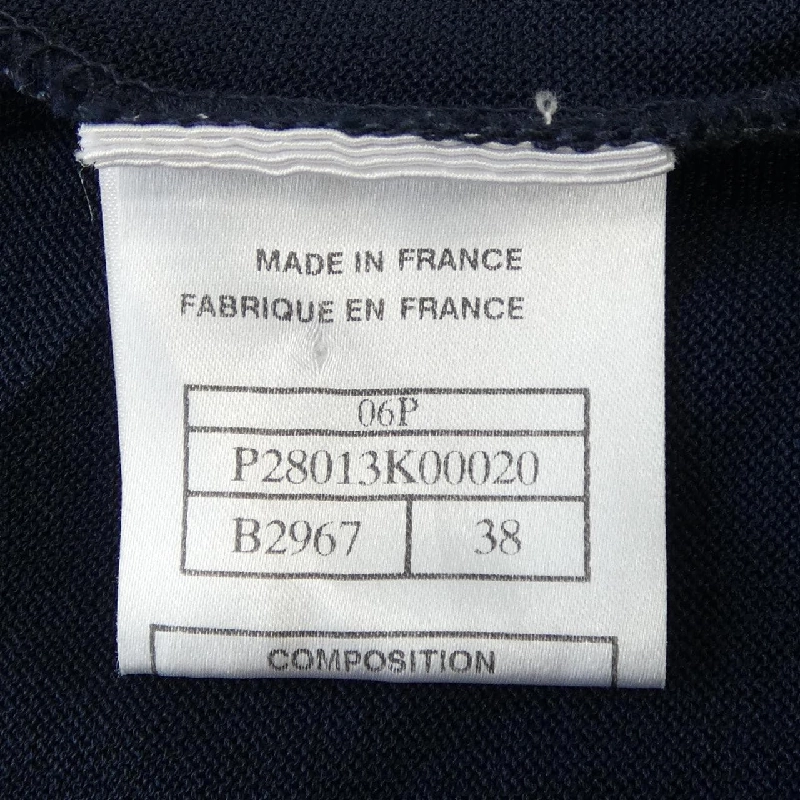 MADE IN FRANCE
FABRIQUE EN FRANCE
06P
P28013K00020
B2967 38
COMPOSITION